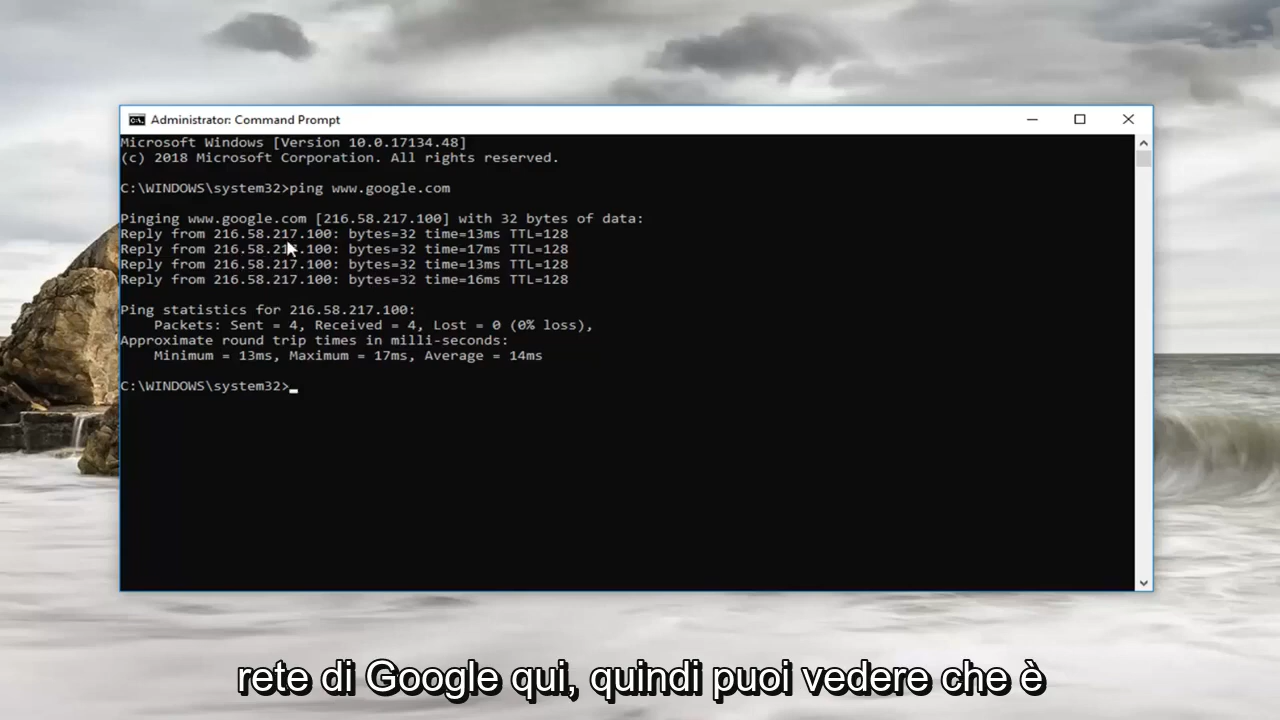 Administrator: Command Prompt
Microsoft Windows [Version 10.0.17134.48]
(c) 2018 Microsoft Corporation. All rights reserved.
C:\WINDOWS\system32>ping www.google.com
Pinging www.google.com [216.58.217.100] with 32 bytes of data:
Reply from 216.58.217.100: bytes=32 time=13ms TTL=128
Reply from 216.58.217.100: bytes=32 time=17ms TTL=128
Reply from 216.58.217.100: bytes=32 time=13ms TTL=128
Reply from 216.58.217.100: bytes=32 time=16ms TTL=128
Ping statistics for 216.58.217.100:
Packets: Sent = 4, Received = 4, Lost = 0 (0% loss),
Approximate round trip times in milli-seconds:
Minimum = 13ms, Maximum = 17ms, Average = 14ms
C:\WINDOWS\system32>_
rete di Google qui, quindi puoi vedere che è